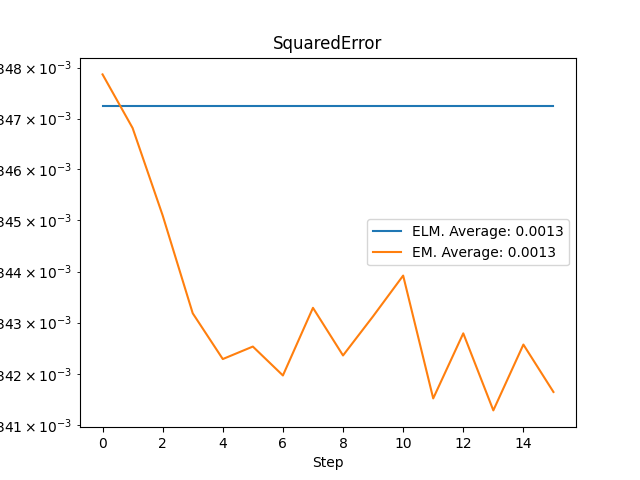 SquaredError
348 × 10⁻³
347 × 10⁻³
346 × 10⁻³
345 × 10⁻³
344 × 10⁻³
343 × 10⁻³
342 × 10⁻³
341 × 10⁻³
ELM. Average: 0.0013
EM. Average: 0.0013
0 2 4 6 8 10 12 14
Step